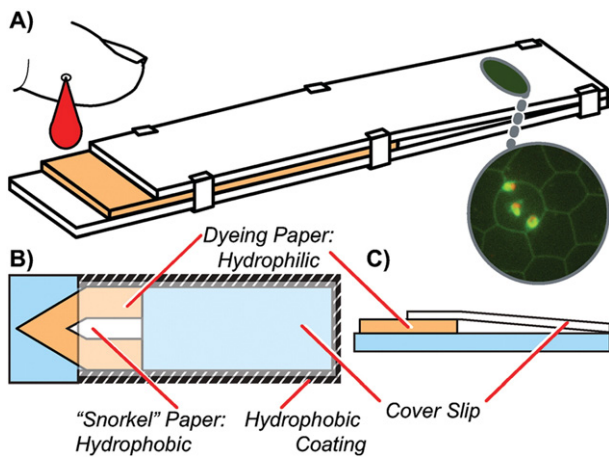 A)
Dyeing Paper:
Hydrophilic
B)
C)
"Snorkel" Paper:
Hydrophobic
Hydrophobic
Coating
Cover Slip